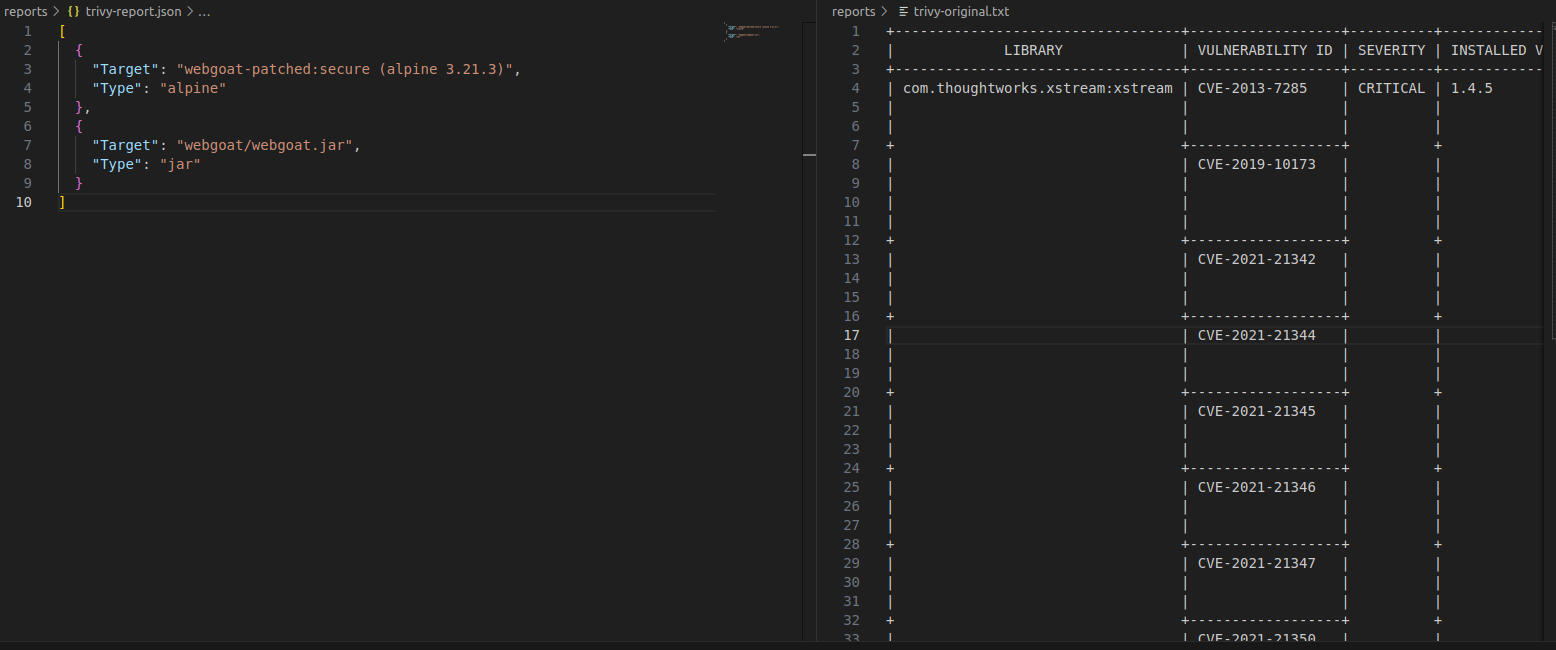 reports > {} trivy-report.json > ...
1 [
2 {
3 "Target": "webgoat-patched:secure (alpine 3.21.3)",
4 "Type": "alpine"
5 },
6 {
7 "Target": "webgoat/webgoat.jar",
8 "Type": "jar"
9 }
10 ]
reports > trivy-original.txt
1 +----------------------------------+-------------------+----------+------------
2 | LIBRARY | VULNERABILITY ID | SEVERITY | INSTALLED V
3 +----------------------------------+-------------------+----------+------------
4 | com.thoughtworks.xstream:xstream | CVE-2013-7285 | CRITICAL | 1.4.5
5 | | | |
6 | | | |
7 + +-------------------+ +
8 | | CVE-2019-10173 | |
9 | | | |
10 | | | |
11 | | | |
12 + +-------------------+ +
13 | | CVE-2021-21342 | |
14 | | | |
15 | | | |
16 + +-------------------+ +
17 | | CVE-2021-21344 | |
18 | | | |
19 | | | |
20 + +-------------------+ +
21 | | CVE-2021-21345 | |
22 | | | |
23 | | | |
24 + +-------------------+ +
25 | | CVE-2021-21346 | |
26 | | | |
27 | | | |
28 + +-------------------+ +
29 | | CVE-2021-21347 | |
30 | | | |
31 | | | |
32 + +-------------------+ +
33 | | CVE-2021-21350 | |